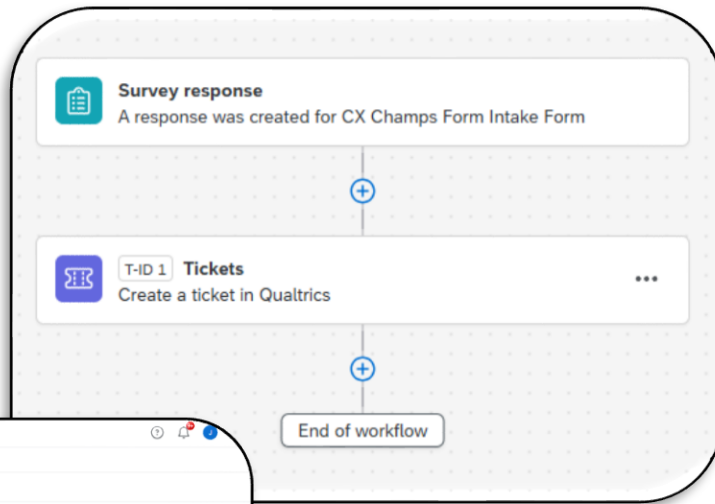 Survey response
A response was created for CX Champs Form Intake Form
T-ID 1 Tickets
Create a ticket in Qualtrics
End of workflow